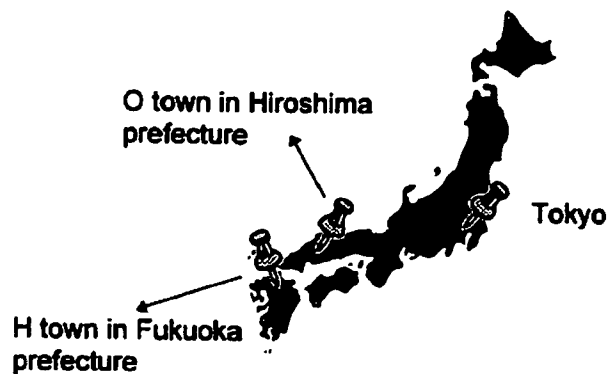 O town in Hiroshima
prefecture
Tokyo
H town in Fukuoka
prefecture